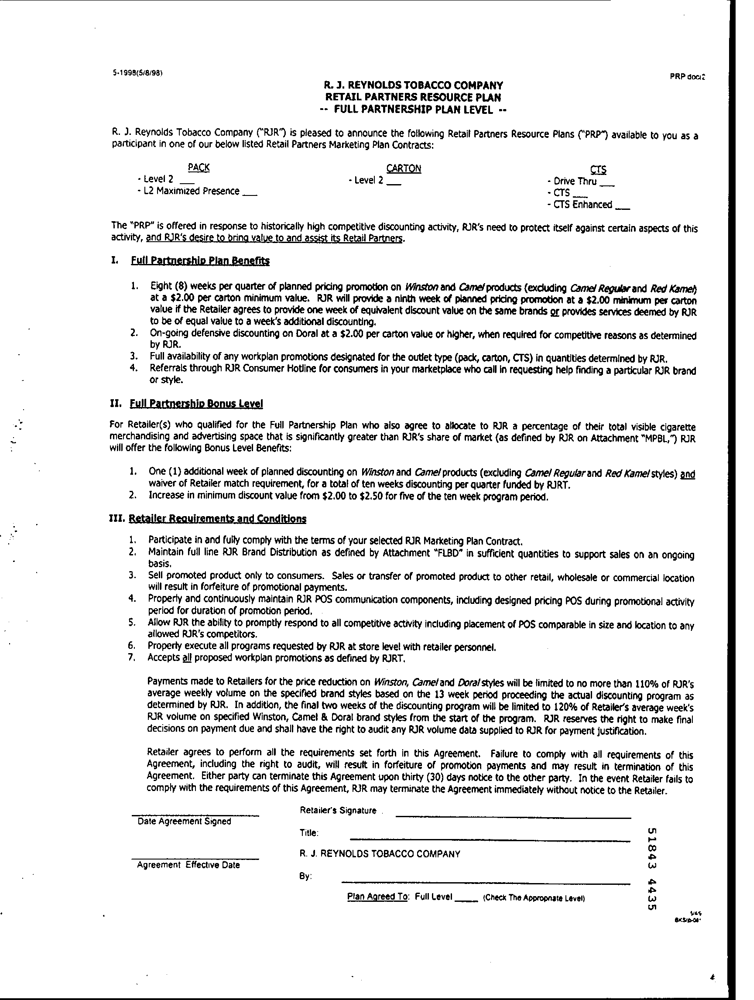 5-1998(5/8/98)
PRP doc/2
R. J. REYNOLDS TOBACCO COMPANY
RETAIL PARTNERS RESOURCE PLAN
-- FULL PARTNERSHIP PLAN LEVEL --
R. J. Reynolds Tobacco Company ("RJR") is pleased to announce the following Retail Partners Resource Plans ("PRP") available to you as a
participant in one of our below listed Retail Partners Marketing Plan Contracts:
PACK CARTON CTS
- Level 2 ___ - Level 2 ___ - Drive Thru ___
- L2 Maximized Presence ___ - CTS ___
- CTS Enhanced ___
The "PRP" is offered in response to historically high competitive discounting activity, RJR's need to protect itself against certain aspects of this
activity, and RJR's desire to bring value to and assist its Retail Partners.
I. Full Partnership Plan Benefits
1. Eight (8) weeks per quarter of planned pricing promotion on Winston and Camel products (excluding Camel Regular and Red Kamel)
at a $2.00 per carton minimum value. RJR will provide a ninth week of planned pricing promotion at a $2.00 minimum per carton
value if the Retailer agrees to provide one week of equivalent discount value on the same brands or provides services deemed by RJR
to be of equal value to a week's additional discounting.
2. On-going defensive discounting on Doral at a $2.00 per carton value or higher, when required for competitive reasons as determined
by RJR.
3. Full availability of any workplan promotions designated for the outlet type (pack, carton, CTS) in quantities determined by RJR.
4. Referrals through RJR Consumer Hotline for consumers in your marketplace who call in requesting help finding a particular RJR brand
or style.
II. Full Partnership Bonus Level
For Retailer(s) who qualified for the Full Partnership Plan who also agree to allocate to RJR a percentage of their total visible cigarette
merchandising and advertising space that is significantly greater than RJR's share of market (as defined by RJR on Attachment "MPBL,") RJR
will offer the following Bonus Level Benefits:
1. One (1) additional week of planned discounting on Winston and Camel products (excluding Camel Regular and Red Kamel styles) and
waiver of Retailer match requirement, for a total of ten weeks discounting per quarter funded by RJRT.
2. Increase in minimum discount value from $2.00 to $2.50 for five of the ten week program period.
III. Retailer Requirements and Conditions
1. Participate in and fully comply with the terms of your selected RJR Marketing Plan Contract.
2. Maintain full line RJR Brand Distribution as defined by Attachment "FLBD" in sufficient quantities to support sales on an ongoing
basis.
3. Sell promoted product only to consumers. Sales or transfer of promoted product to other retail, wholesale or commercial location
will result in forfeiture of promotional payments.
4. Properly and continuously maintain RJR POS communication components, including designed pricing POS during promotional activity
period for duration of promotion period.
5. Allow RJR the ability to promptly respond to all competitive activity including placement of POS comparable in size and location to any
allowed RJR's competitors.
6. Properly execute all programs requested by RJR at store level with retailer personnel.
7. Accepts all proposed workplan promotions as defined by RJRT.
Payments made to Retailers for the price reduction on Winston, Camel and Doral styles will be limited to no more than 110% of RJR's
average weekly volume on the specified brand styles based on the 13 week period proceeding the actual discounting program as
determined by RJR. In addition, the final two weeks of the discounting program will be limited to 120% of Retailer's average week's
RJR volume on specified Winston, Camel & Doral brand styles from the start of the program. RJR reserves the right to make final
decisions on payment due and shall have the right to audit any RJR volume data supplied to RJR for payment justification.
Retailer agrees to perform all the requirements set forth in this Agreement. Failure to comply with all requirements of this
Agreement, including the right to audit, will result in forfeiture of promotion payments and may result in termination of this
Agreement. Either party can terminate this Agreement upon thirty (30) days notice to the other party. In the event Retailer fails to
comply with the requirements of this Agreement, RJR may terminate the Agreement immediately without notice to the Retailer.
Retailer's Signature
Date Agreement Signed
Title:
R. J. REYNOLDS TOBACCO COMPANY
Agreement Effective Date
By:
Plan Agreed To: Full Level ____ (Check The Appropriate Level)
51843 4435